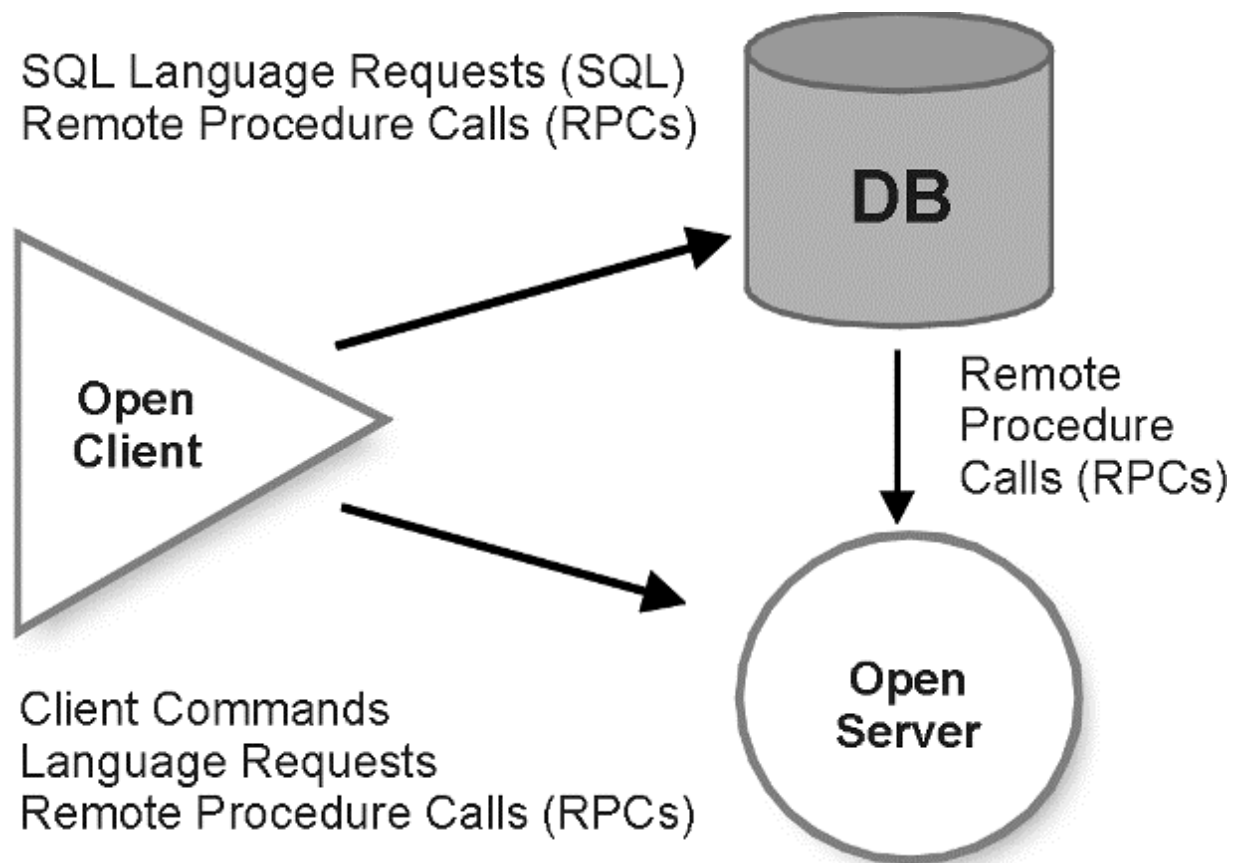 SQL Language Requests (SQL)
Remote Procedure Calls (RPCs)
DB
Open
Client
Remote
Procedure
Calls (RPCs)
Open
Server
Client Commands
Language Requests
Remote Procedure Calls (RPCs)